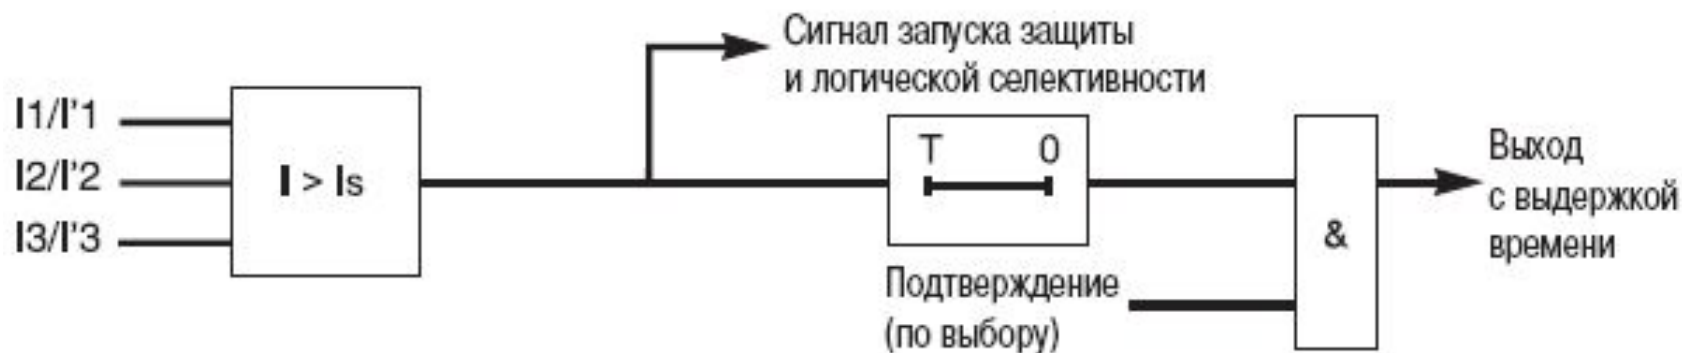 Сигнал запуска защиты
и логической селективности
I1/I'1
I2/I'2
I3/I'3
I > Is
T 0
&
Выход
с выдержкой
времени
Подтверждение
(по выбору)